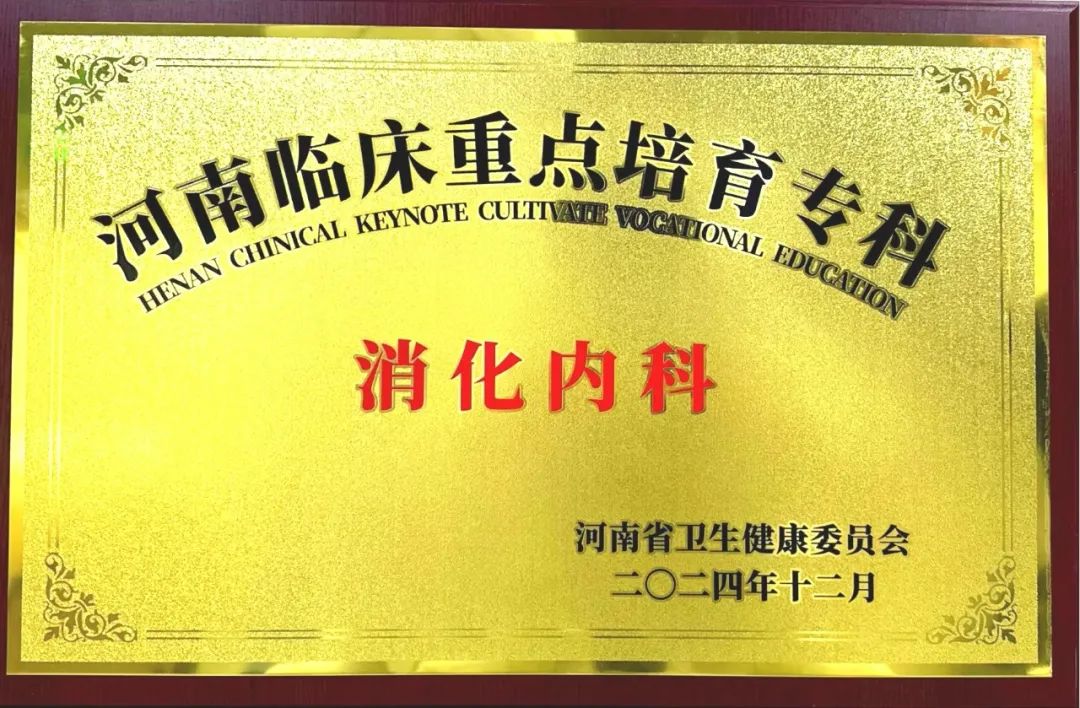 河南临床重点培育专科
HENAN CHINICAL KEYNOTE CULTIVATE VOCATIONAL EDUCATION
消化内科
河南省卫生健康委员会
二〇二四年十二月